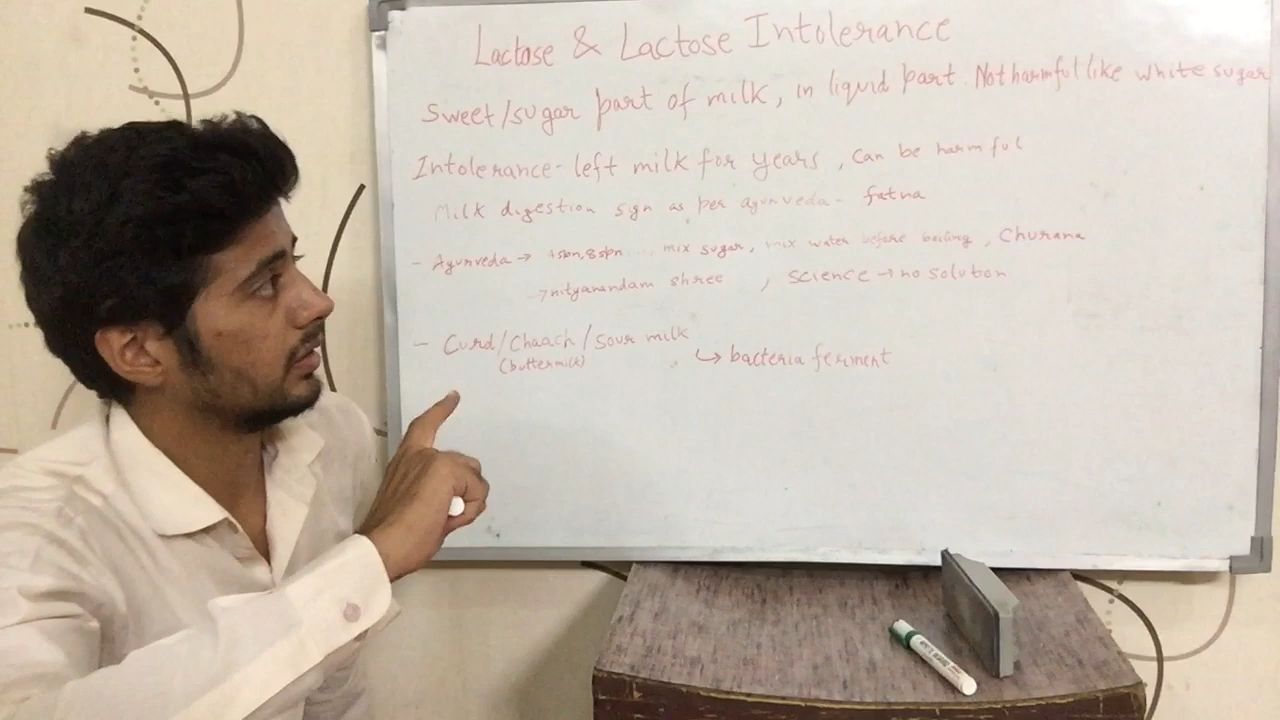 Lactose & Lactose Intolerance
Sweet/sugar part of milk, in liquid part. Not harmful like white sugar
Intolerance - left milk for years, can be harmful
Milk digestion sign as per ayurveda - fatna
- Ayurveda → 4spn, 8spn ... mix sugar, mix water before boiling, Churana
→ nityanandam shree , science → no solution
- Curd/Chaach/Sour milk
(buttermilk)
↳ bacteria ferment